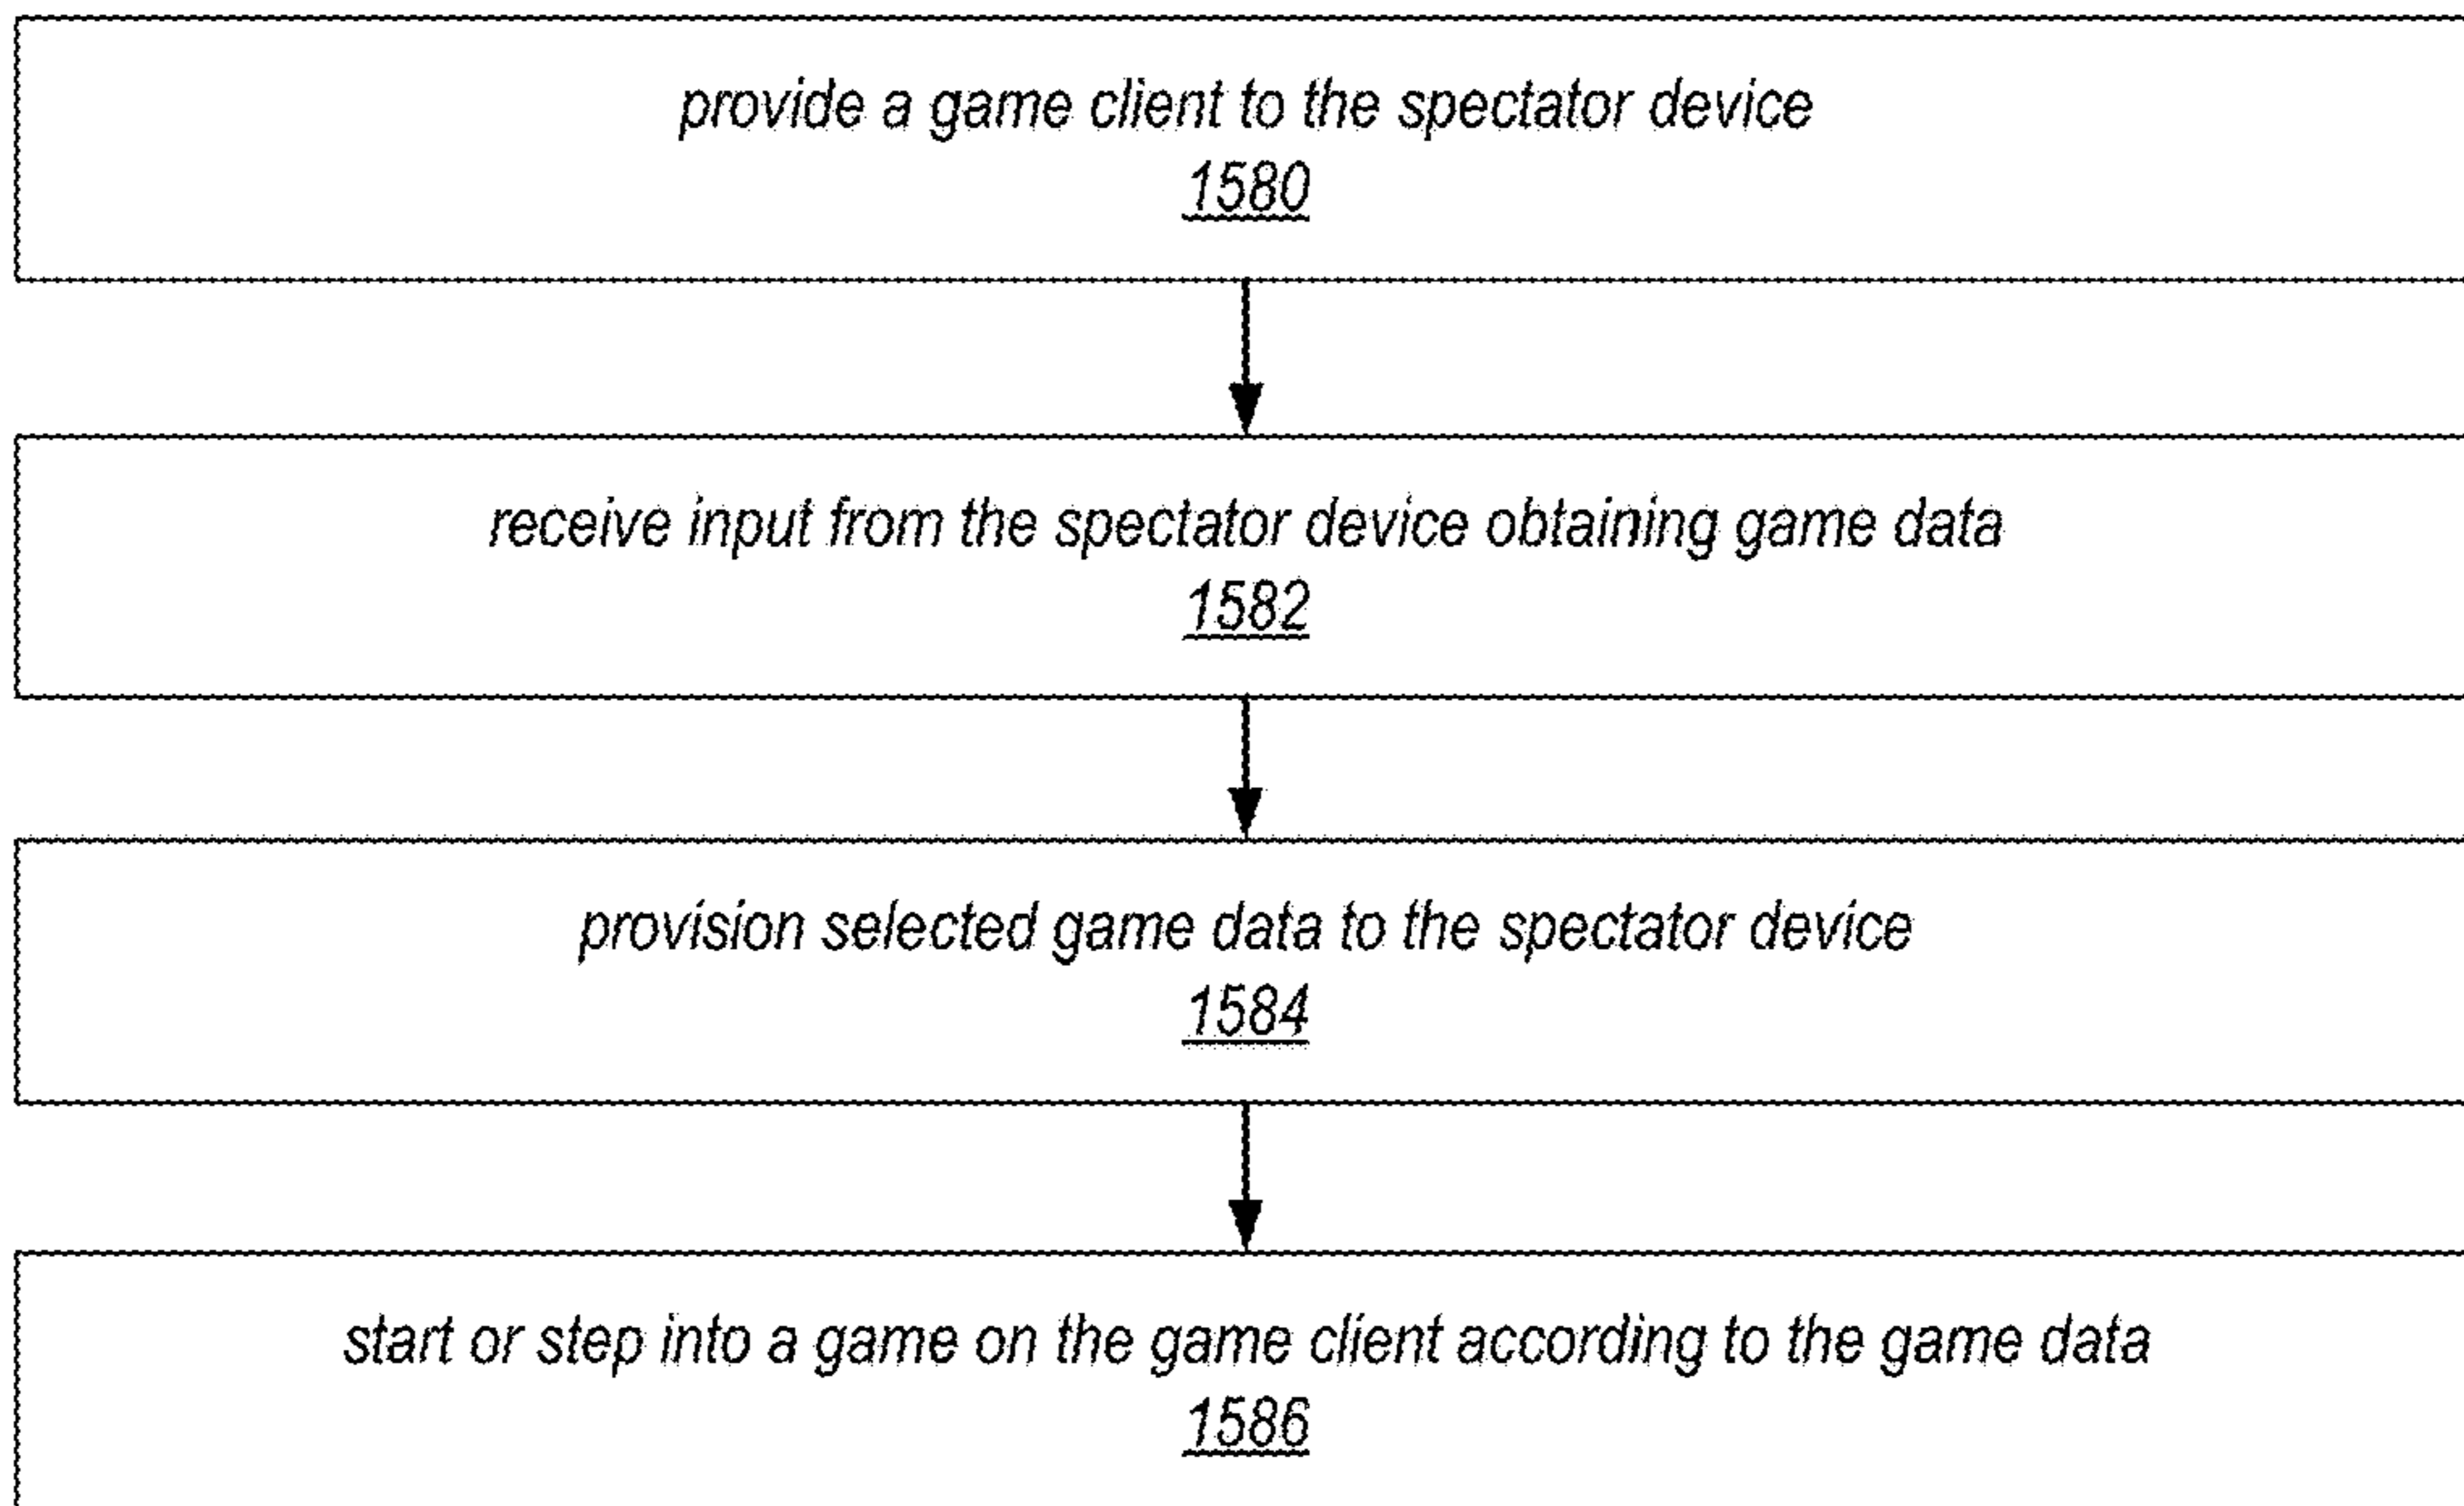 provide a game client to the spectator device
1580
receive input from the spectator device obtaining game data
1582
provision selected game data to the spectator device
1584
start or step into a game on the game client according to the game data
1586